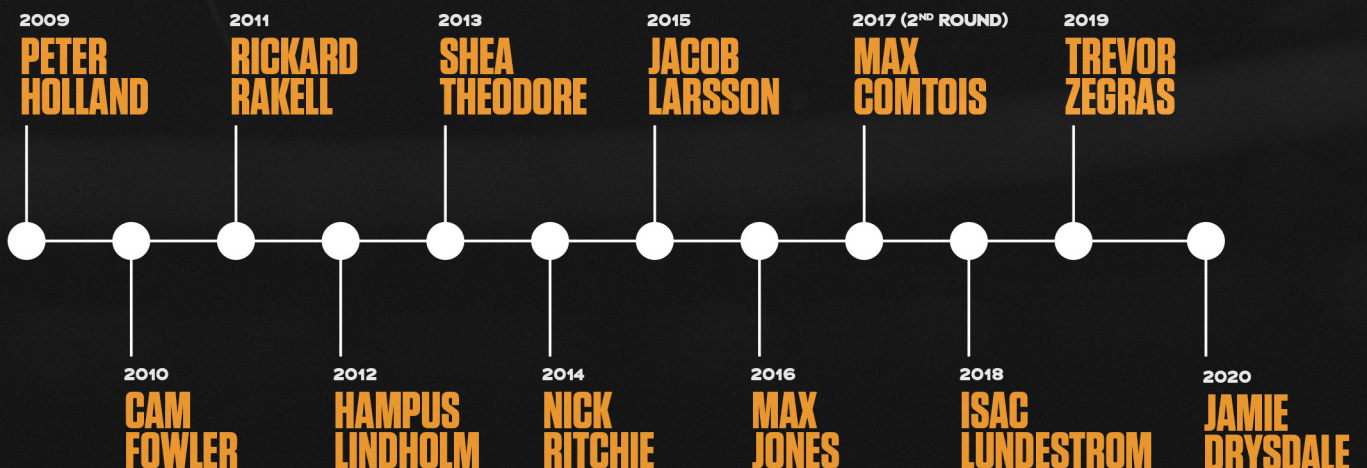 2009
PETER
HOLLAND
2011
RICKARD
RAKELL
2013
SHEA
THEODORE
2015
JACOB
LARSSON
2017 (2ND ROUND)
MAX
COMTOIS
2019
TREVOR
ZEGRAS
2010
CAM
FOWLER
2012
HAMPUS
LINDHOLM
2014
NICK
RITCHIE
2016
MAX
JONES
2018
ISAC
LUNDESTROM
2020
JAMIE
DRYSDALE